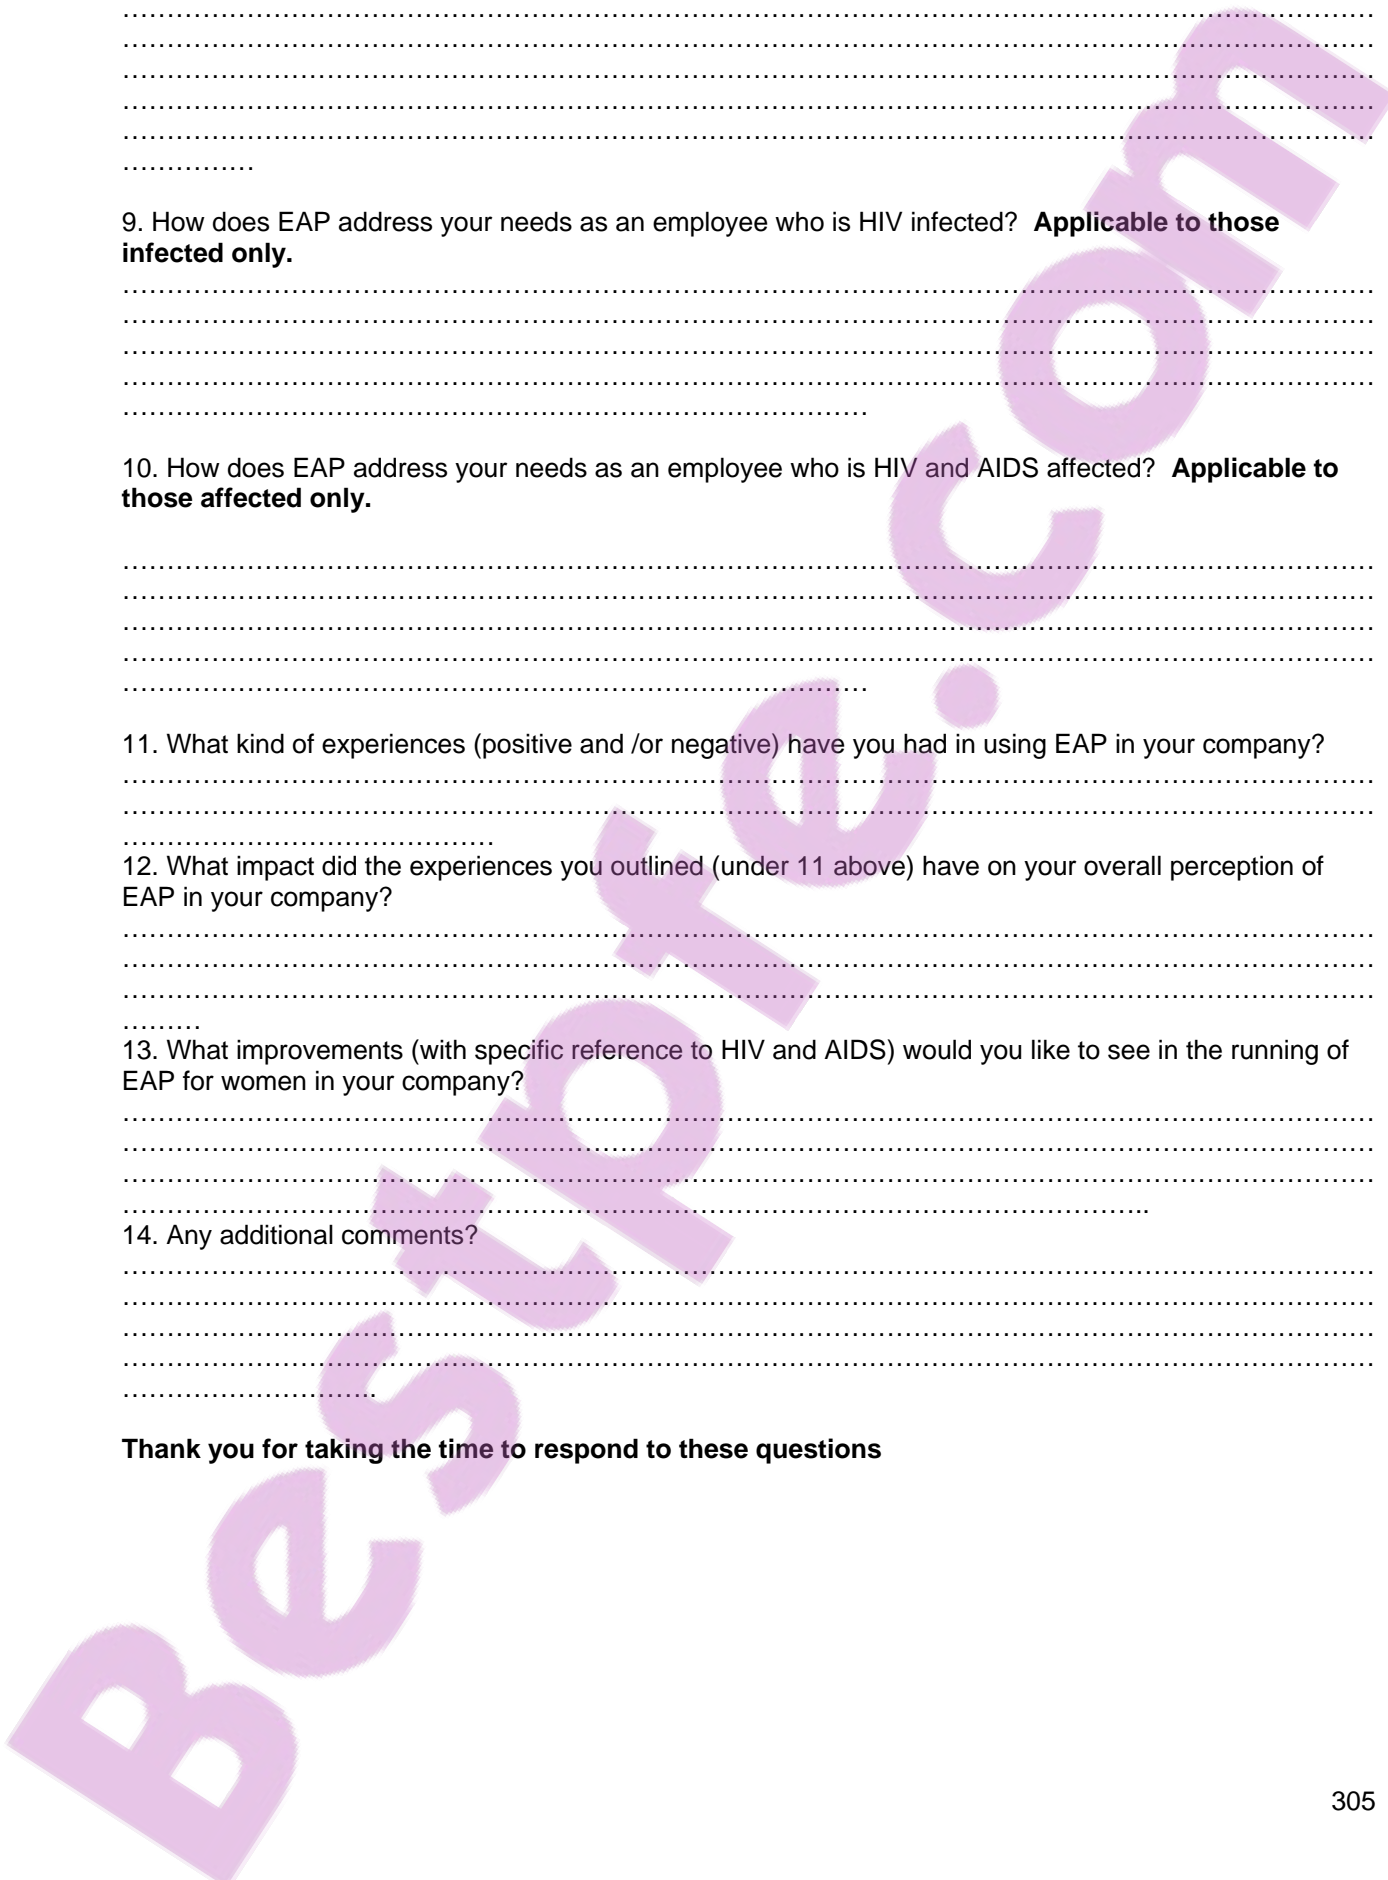 ………………………………………………………………………………………………………………………………
………………………………………………………………………………………………………………………………
………………………………………………………………………………………………………………………………
………………………………………………………………………………………………………………………………
………………………………………………………………………………………………………………………………
……………
9. How does EAP address your needs as an employee who is HIV infected? Applicable to those
infected only.
………………………………………………………………………………………………………………………………
………………………………………………………………………………………………………………………………
………………………………………………………………………………………………………………………………
………………………………………………………………………………………………………………………………
…………………………………………………………………………
10. How does EAP address your needs as an employee who is HIV and AIDS affected? Applicable to
those affected only.
………………………………………………………………………………………………………………………………
………………………………………………………………………………………………………………………………
………………………………………………………………………………………………………………………………
………………………………………………………………………………………………………………………………
…………………………………………………………………………
11. What kind of experiences (positive and /or negative) have you had in using EAP in your company?
………………………………………………………………………………………………………………………………
………………………………………………………………………………………………………………………………
……………………………………
12. What impact did the experiences you outlined (under 11 above) have on your overall perception of
EAP in your company?
………………………………………………………………………………………………………………………………
………………………………………………………………………………………………………………………………
………………………………………………………………………………………………………………………………
………
13. What improvements (with specific reference to HIV and AIDS) would you like to see in the running of
EAP for women in your company?
………………………………………………………………………………………………………………………………
………………………………………………………………………………………………………………………………
………………………………………………………………………………………………………………………………
………………………………………………………………………………………………………..
14. Any additional comments?
………………………………………………………………………………………………………………………………
………………………………………………………………………………………………………………………………
………………………………………………………………………………………………………………………………
………………………………………………………………………………………………………………………………
………………………..
Thank you for taking the time to respond to these questions
305
Bestpfe.com